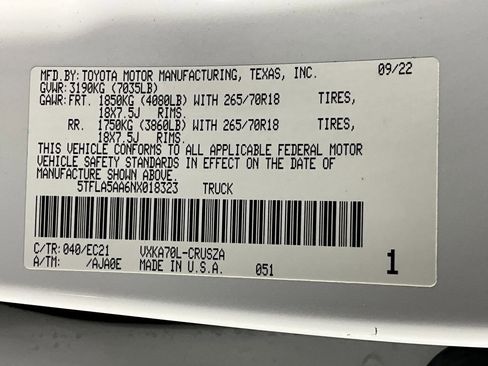 MFD.BY: TOYOTA MOTOR MANUFACTURING, TEXAS, INC. 09/22
GVWR: 3190KG (7035LB)
GAWR: FRT. 1850KG (4080LB) WITH 265/70R18 TIRES,
18X7.5J RIMS.
RR. 1750KG (3860LB) WITH 265/70R18 TIRES,
18X7.5J RIMS.
THIS VEHICLE CONFORMS TO ALL APPLICABLE FEDERAL MOTOR
VEHICLE SAFETY STANDARDS IN EFFECT ON THE DATE OF
MANUFACTURE SHOWN ABOVE.
5TFLA5AA6NX018323 TRUCK
C/TR: 040/EC21 VXKA70L-CRUSZA
A/TM: /AJA0E MADE IN U.S.A. 051 1